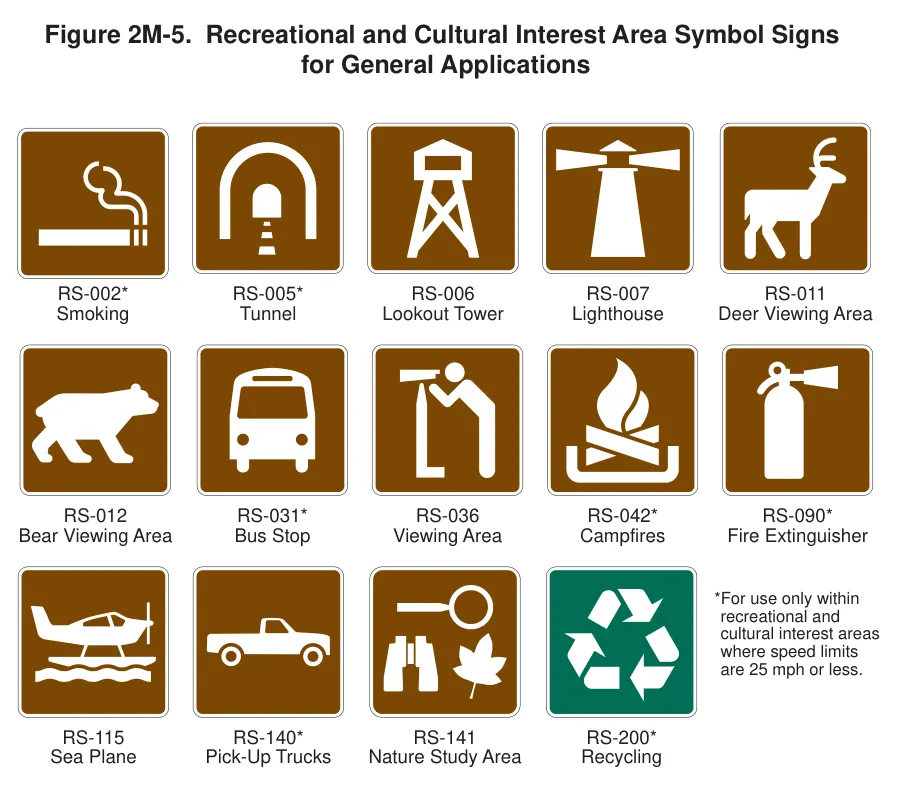 Figure 2M-5.  Recreational and Cultural Interest Area Symbol Signs
for General Applications
RS-002*
Smoking
RS-005*
Tunnel
RS-006
Lookout Tower
RS-007
Lighthouse
RS-011
Deer Viewing Area
RS-012
Bear Viewing Area
RS-031*
Bus Stop
RS-036
Viewing Area
RS-042*
Campfires
RS-090*
Fire Extinguisher
RS-115
Sea Plane
RS-140*
Pick-Up Trucks
RS-141
Nature Study Area
RS-200*
Recycling
*For use only within
recreational and
cultural interest areas
where speed limits
are 25 mph or less.